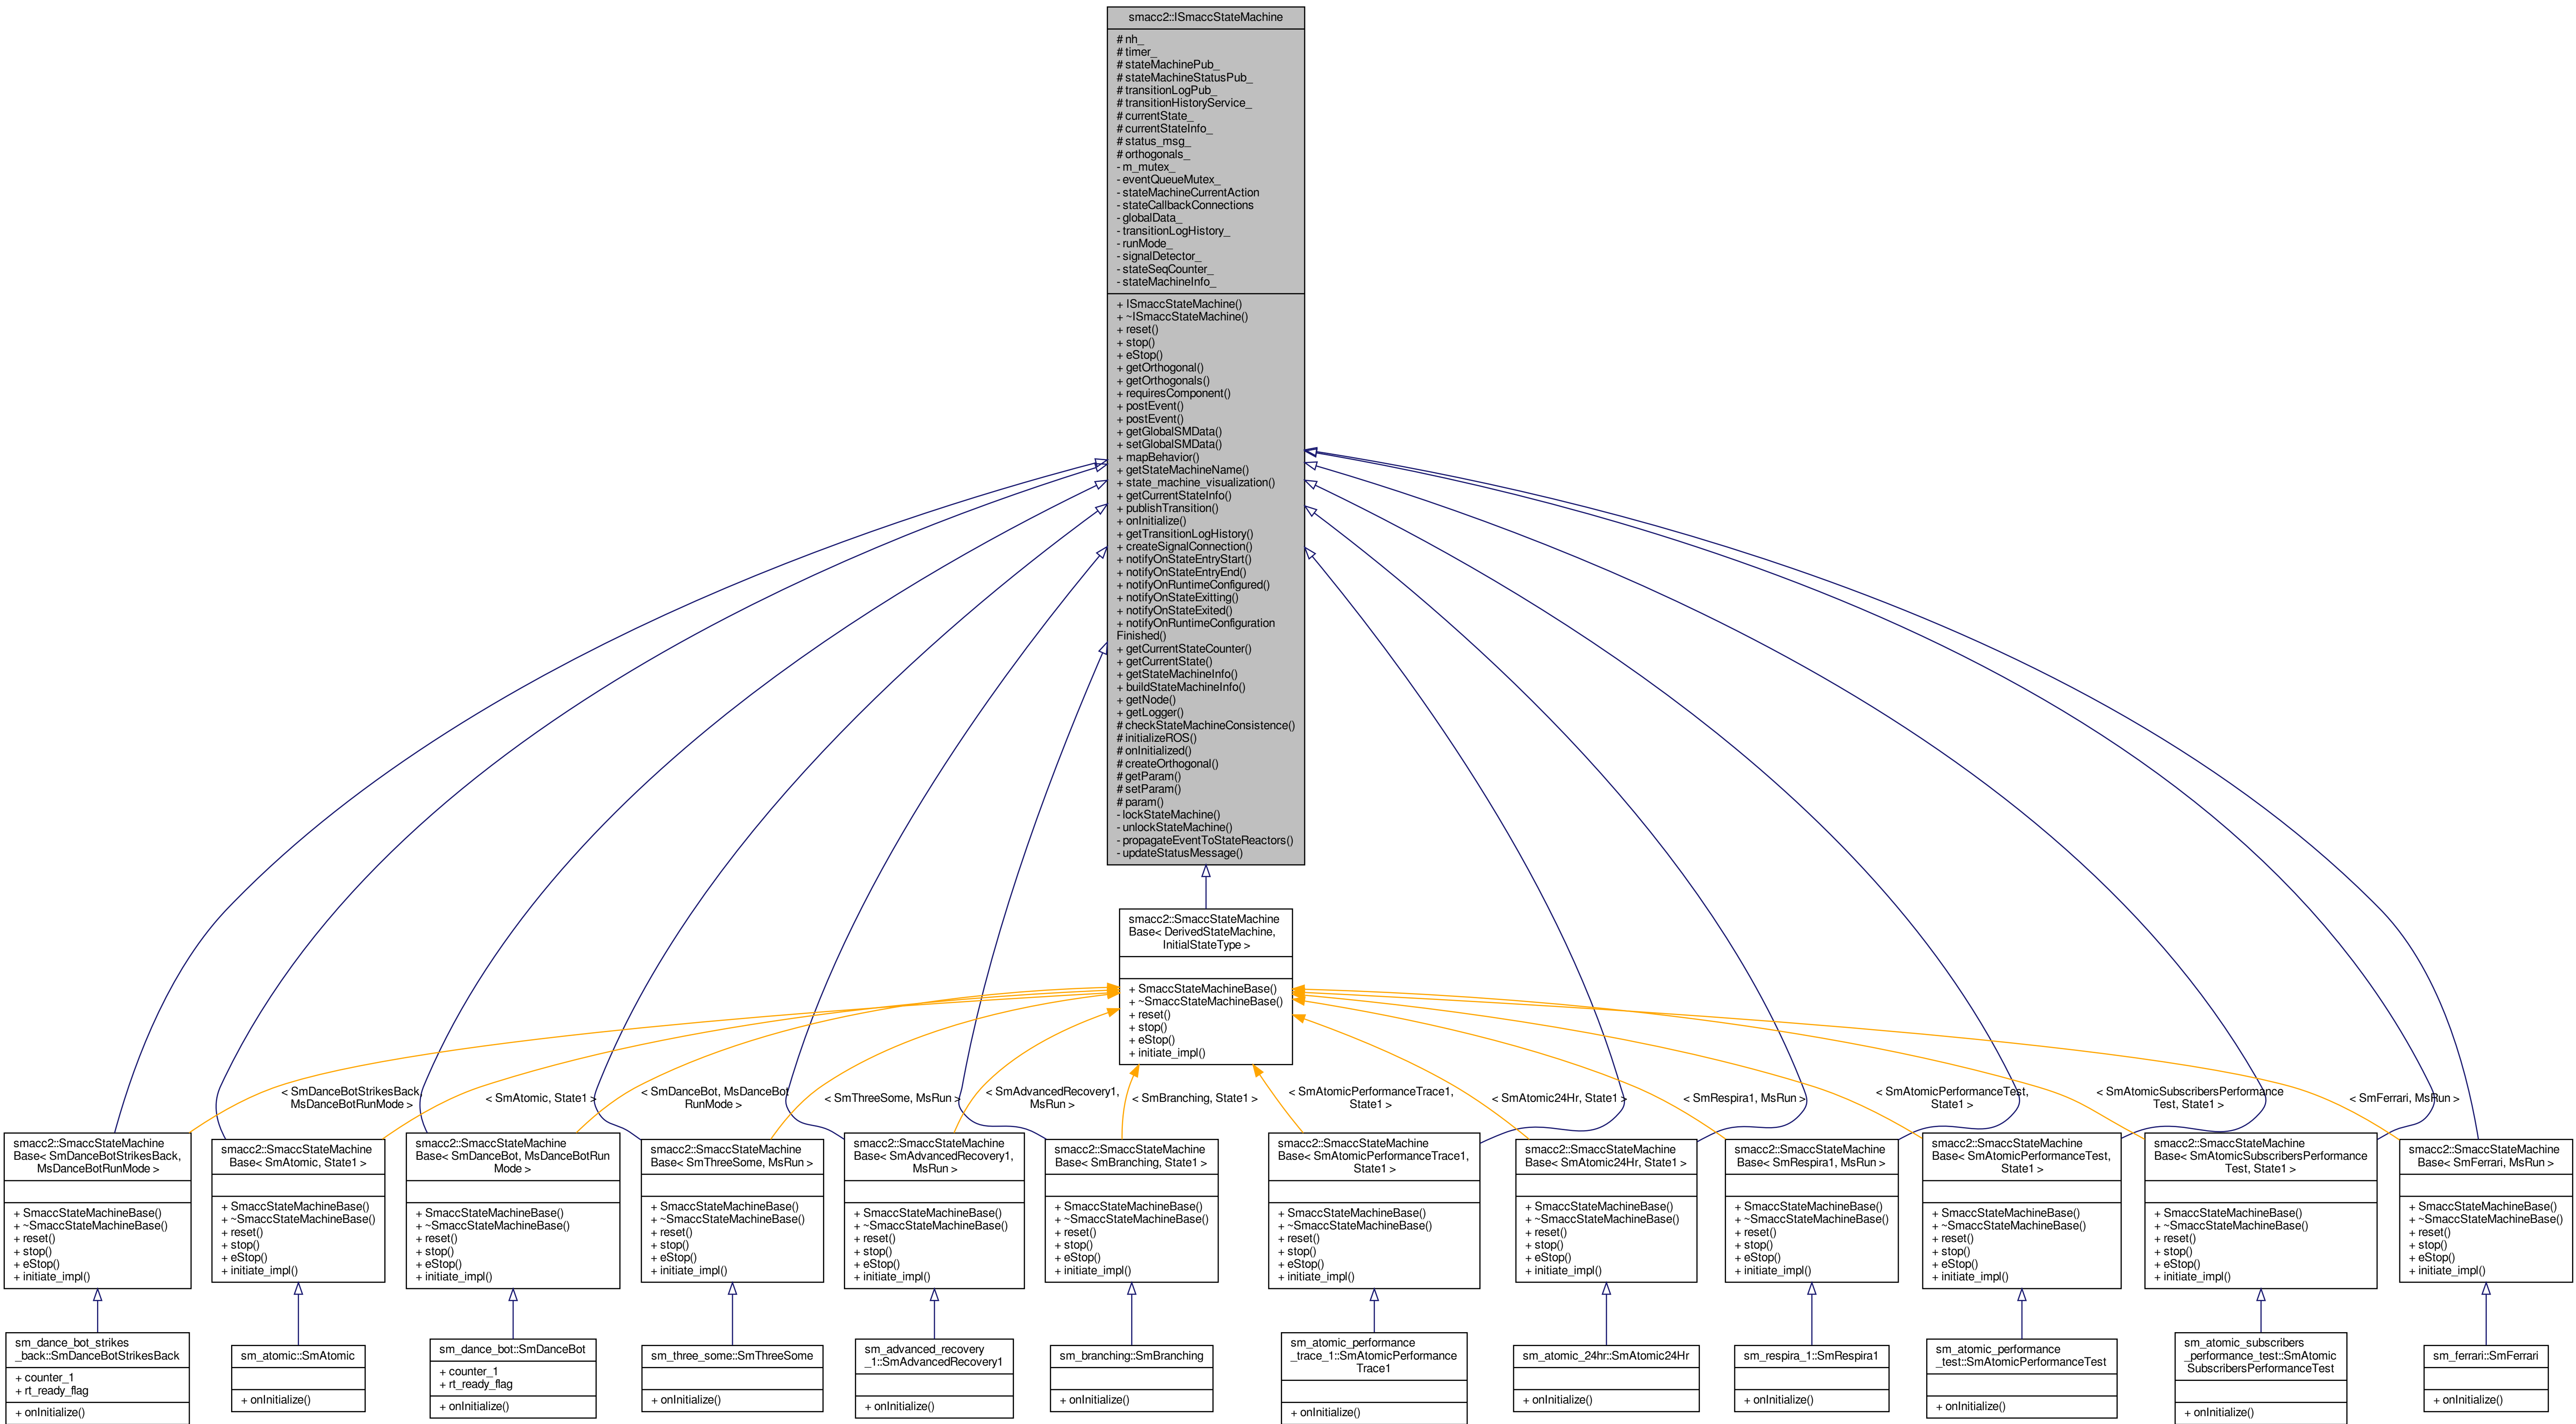 smacc2::ISmaccStateMachine
# nh_
# timer_
# stateMachinePub_
# stateMachineStatusPub_
# transitionLogPub_
# transitionHistoryService_
# currentState_
# currentStateInfo_
# status_msg_
# orthogonals_
- m_mutex_
- eventQueueMutex_
- stateMachineCurrentAction
- stateCallbackConnections
- globalData_
- transitionLogHistory_
- runMode_
- signalDetector_
- stateSeqCounter_
- stateMachineInfo_
+ ISmaccStateMachine()
+ ~ISmaccStateMachine()
+ reset()
+ stop()
+ eStop()
+ getOrthogonal()
+ getOrthogonals()
+ requiresComponent()
+ postEvent()
+ postEvent()
+ getGlobalSMData()
+ setGlobalSMData()
+ mapBehavior()
+ getStateMachineName()
+ state_machine_visualization()
+ getCurrentStateInfo()
+ publishTransition()
+ onInitialize()
+ getTransitionLogHistory()
+ createSignalConnection()
+ notifyOnStateEntryStart()
+ notifyOnStateEntryEnd()
+ notifyOnRuntimeConfigured()
+ notifyOnStateExitting()
+ notifyOnStateExited()
+ notifyOnRuntimeConfiguration
Finished()
+ getCurrentStateCounter()
+ getCurrentState()
+ getStateMachineInfo()
+ buildStateMachineInfo()
+ getNode()
+ getLogger()
# checkStateMachineConsistence()
# initializeROS()
# onInitialized()
# createOrthogonal()
# getParam()
# setParam()
# param()
- lockStateMachine()
- unlockStateMachine()
- propagateEventToStateReactors()
- updateStatusMessage()
smacc2::SmaccStateMachine
Base< DerivedStateMachine,
InitialStateType >
+ SmaccStateMachineBase()
+ ~SmaccStateMachineBase()
+ reset()
+ stop()
+ eStop()
+ initiate_impl()
< SmDanceBotStrikesBack,
MsDanceBotRunMode >
< SmAtomic, State1 >
< SmDanceBot, MsDanceBot
RunMode >
< SmThreeSome, MsRun >
< SmAdvancedRecovery1,
MsRun >
< SmBranching, State1 >
< SmAtomicPerformanceTrace1,
State1 >
< SmAtomic24Hr, State1 >
< SmRespira1, MsRun >
< SmAtomicPerformanceTest,
State1 >
< SmAtomicSubscribersPerformance
Test, State1 >
< SmFerrari, MsRun >
smacc2::SmaccStateMachine
Base< SmDanceBotStrikesBack,
MsDanceBotRunMode >
+ SmaccStateMachineBase()
+ ~SmaccStateMachineBase()
+ reset()
+ stop()
+ eStop()
+ initiate_impl()
smacc2::SmaccStateMachine
Base< SmAtomic, State1 >
+ SmaccStateMachineBase()
+ ~SmaccStateMachineBase()
+ reset()
+ stop()
+ eStop()
+ initiate_impl()
smacc2::SmaccStateMachine
Base< SmDanceBot, MsDanceBotRun
Mode >
+ SmaccStateMachineBase()
+ ~SmaccStateMachineBase()
+ reset()
+ stop()
+ eStop()
+ initiate_impl()
smacc2::SmaccStateMachine
Base< SmThreeSome, MsRun >
+ SmaccStateMachineBase()
+ ~SmaccStateMachineBase()
+ reset()
+ stop()
+ eStop()
+ initiate_impl()
smacc2::SmaccStateMachine
Base< SmAdvancedRecovery1,
MsRun >
+ SmaccStateMachineBase()
+ ~SmaccStateMachineBase()
+ reset()
+ stop()
+ eStop()
+ initiate_impl()
smacc2::SmaccStateMachine
Base< SmBranching, State1 >
+ SmaccStateMachineBase()
+ ~SmaccStateMachineBase()
+ reset()
+ stop()
+ eStop()
+ initiate_impl()
smacc2::SmaccStateMachine
Base< SmAtomicPerformanceTrace1,
State1 >
+ SmaccStateMachineBase()
+ ~SmaccStateMachineBase()
+ reset()
+ stop()
+ eStop()
+ initiate_impl()
smacc2::SmaccStateMachine
Base< SmAtomic24Hr, State1 >
+ SmaccStateMachineBase()
+ ~SmaccStateMachineBase()
+ reset()
+ stop()
+ eStop()
+ initiate_impl()
smacc2::SmaccStateMachine
Base< SmRespira1, MsRun >
+ SmaccStateMachineBase()
+ ~SmaccStateMachineBase()
+ reset()
+ stop()
+ eStop()
+ initiate_impl()
smacc2::SmaccStateMachine
Base< SmAtomicPerformanceTest,
State1 >
+ SmaccStateMachineBase()
+ ~SmaccStateMachineBase()
+ reset()
+ stop()
+ eStop()
+ initiate_impl()
smacc2::SmaccStateMachine
Base< SmAtomicSubscribersPerformance
Test, State1 >
+ SmaccStateMachineBase()
+ ~SmaccStateMachineBase()
+ reset()
+ stop()
+ eStop()
+ initiate_impl()
smacc2::SmaccStateMachine
Base< SmFerrari, MsRun >
+ SmaccStateMachineBase()
+ ~SmaccStateMachineBase()
+ reset()
+ stop()
+ eStop()
+ initiate_impl()
sm_dance_bot_strikes
_back::SmDanceBotStrikesBack
+ counter_1
+ rt_ready_flag
+ onInitialize()
sm_atomic::SmAtomic
+ onInitialize()
sm_dance_bot::SmDanceBot
+ counter_1
+ rt_ready_flag
+ onInitialize()
sm_three_some::SmThreeSome
+ onInitialize()
sm_advanced_recovery
_1::SmAdvancedRecovery1
+ onInitialize()
sm_branching::SmBranching
+ onInitialize()
sm_atomic_performance
_trace_1::SmAtomicPerformance
Trace1
+ onInitialize()
sm_atomic_24hr::SmAtomic24Hr
+ onInitialize()
sm_respira_1::SmRespira1
+ onInitialize()
sm_atomic_performance
_test::SmAtomicPerformanceTest
+ onInitialize()
sm_atomic_subscribers
_performance_test::SmAtomic
SubscribersPerformanceTest
+ onInitialize()
sm_ferrari::SmFerrari
+ onInitialize()